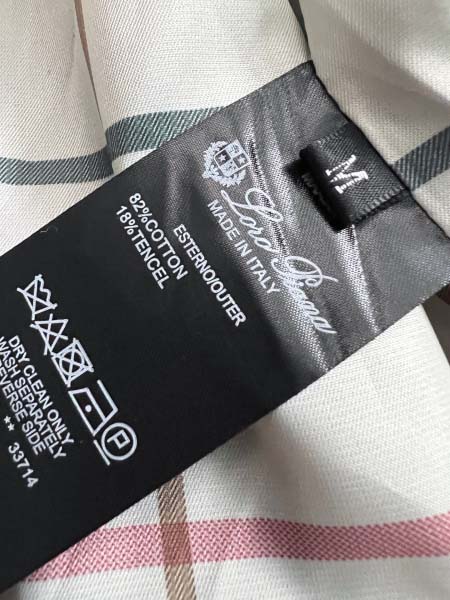 Loro Piana
MADE IN ITALY
ESTERNO/OUTER
82%COTTON
18%TENCEL
P
DRY CLEAN ONLY
WASH SEPARATELY
REVERSE SIDE
** 33714
M